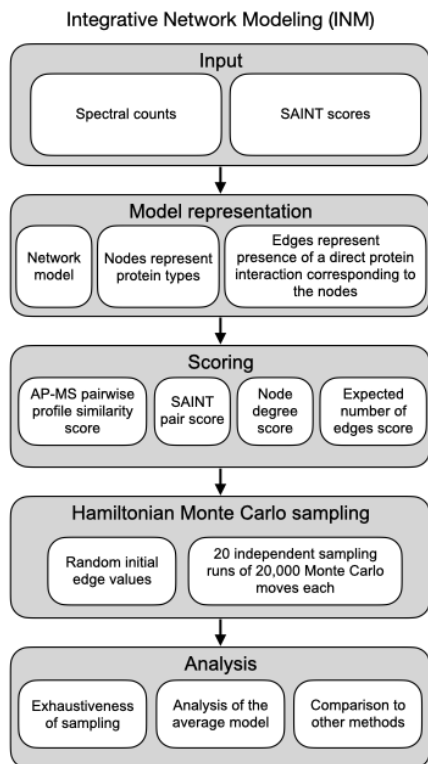 Integrative Network Modeling (INM)
Input
Spectral counts
SAINT scores
Model representation
Network
model
Nodes represent
protein types
Edges represent
presence of a direct protein
interaction corresponding to
the nodes
Scoring
AP-MS pairwise
profile similarity
score
SAINT
pair score
Node
degree
score
Expected
number of
edges score
Hamiltonian Monte Carlo sampling
Random initial
edge values
20 independent sampling
runs of 20,000 Monte Carlo
moves each
Analysis
Exhaustiveness
of sampling
Analysis of the
average model
Comparison to
other methods